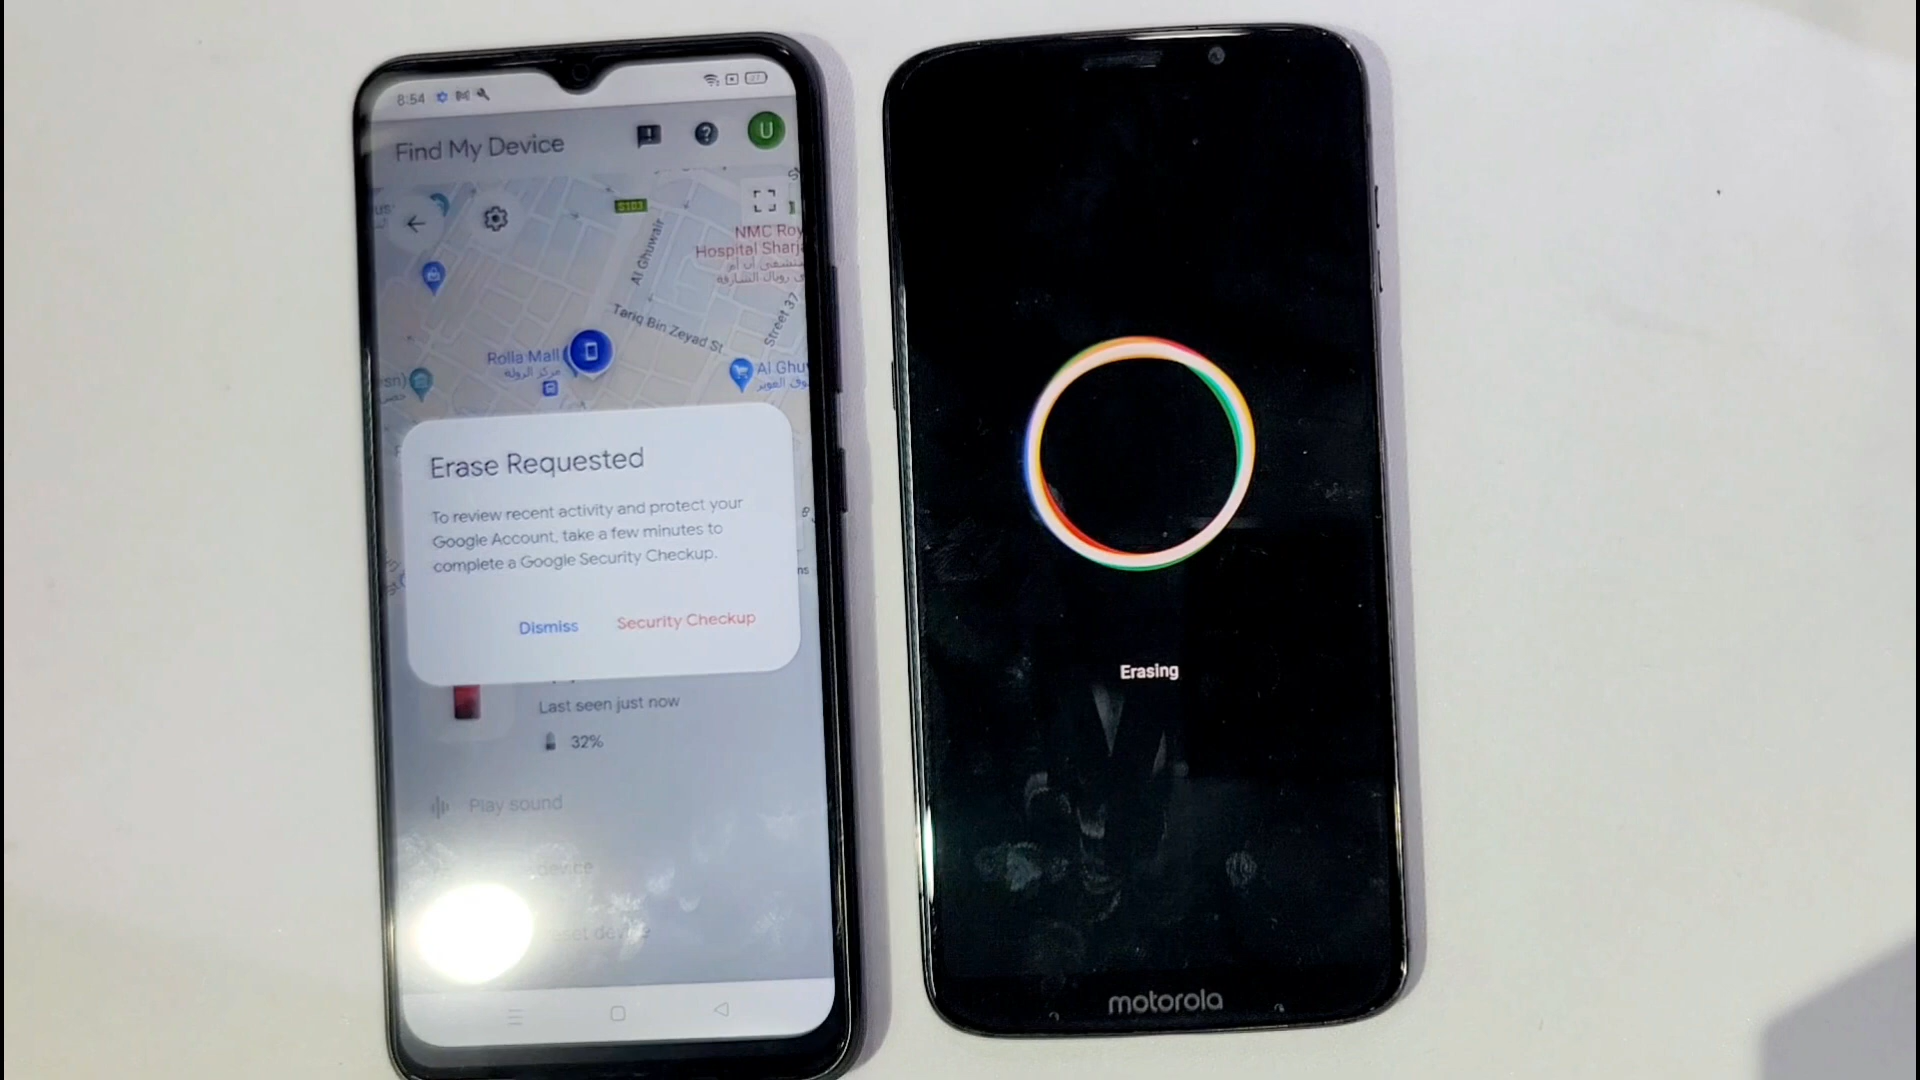 8:54
Find My Device
U
S103
NMC Roy
Hospital Sharj
Al Ghuwair
Tariq Bin Zeyad St
Street 37
Rolla Mall
مركز الرولة
Al Ghu
Erase Requested
To review recent activity and protect your
Google Account, take a few minutes to
complete a Google Security Checkup.
Dismiss
Security Checkup
Last seen just now
32%
Play sound
device
device
Erasing
motorola